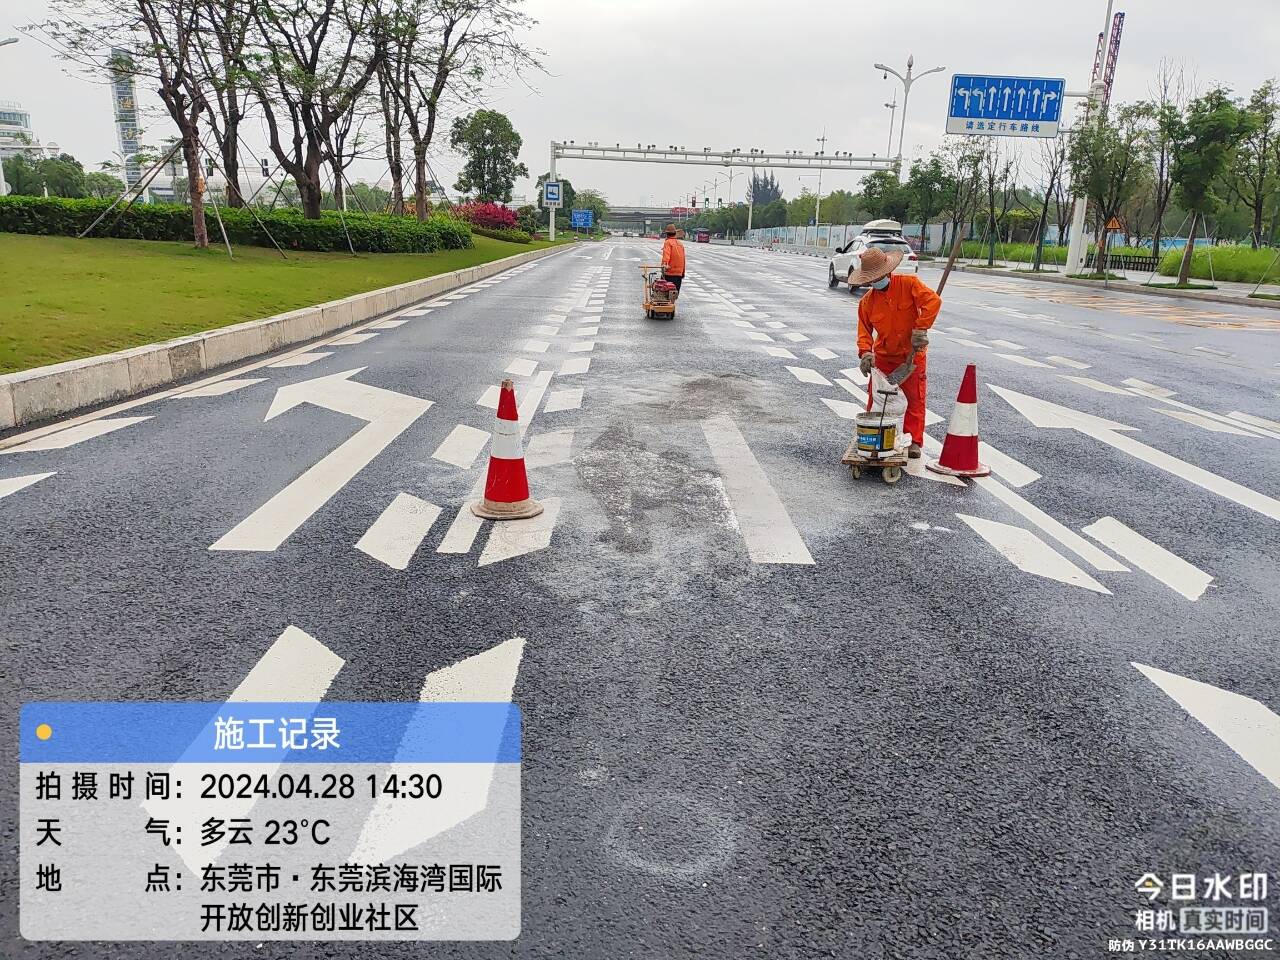 请选定行车路线
施工记录
拍摄时间：2024.04.28 14:30
天气：多云 23°C
地点：东莞市·东莞滨海湾国际
开放创新创业社区
今日水印
相机 真实时间
防伪 Y31TK16AAWBGGC